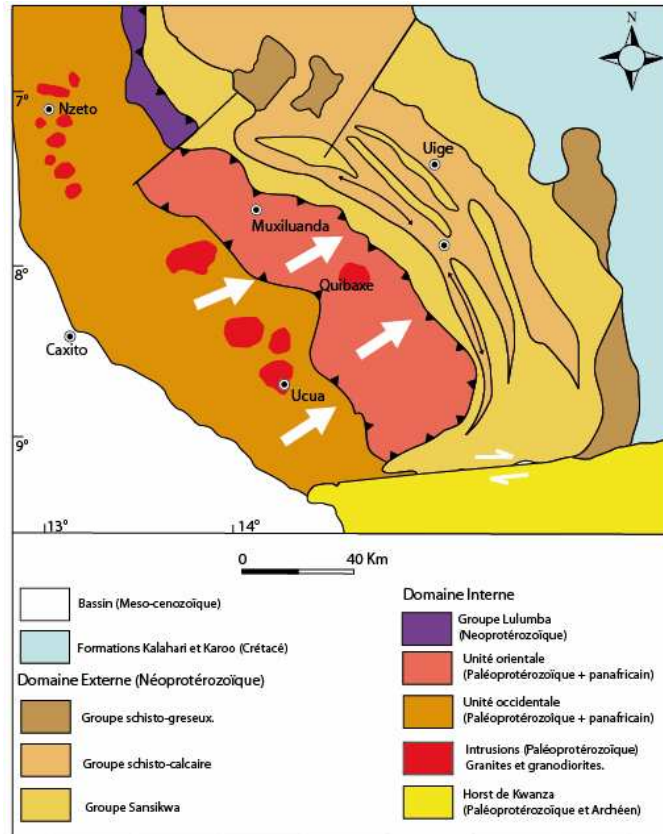 N
7°
Nzeto
Uige
Muxiluanda
8°
Quibaxe
Caxito
Ucua
9°
13°
14°
0
40 Km
Bassin (Meso-cenozoïque)
Formations Kalahari et Karoo (Crétacé)
Domaine Externe (Néoprotérozoïque)
Groupe schisto-greseux.
Groupe schisto-calcaire
Groupe Sansikwa
Domaine Interne
Groupe Lulumba
(Neoprotérozoïque)
Unité orientale
(Paléoprotérozoïque + panafricain)
Unité occidentale
(Paléoprotérozoïque + panafricain)
Intrusions (Paléoprotérozoïque)
Granites et granodiorites.
Horst de Kwanza
(Paléoprotérozoïque et Archéen)